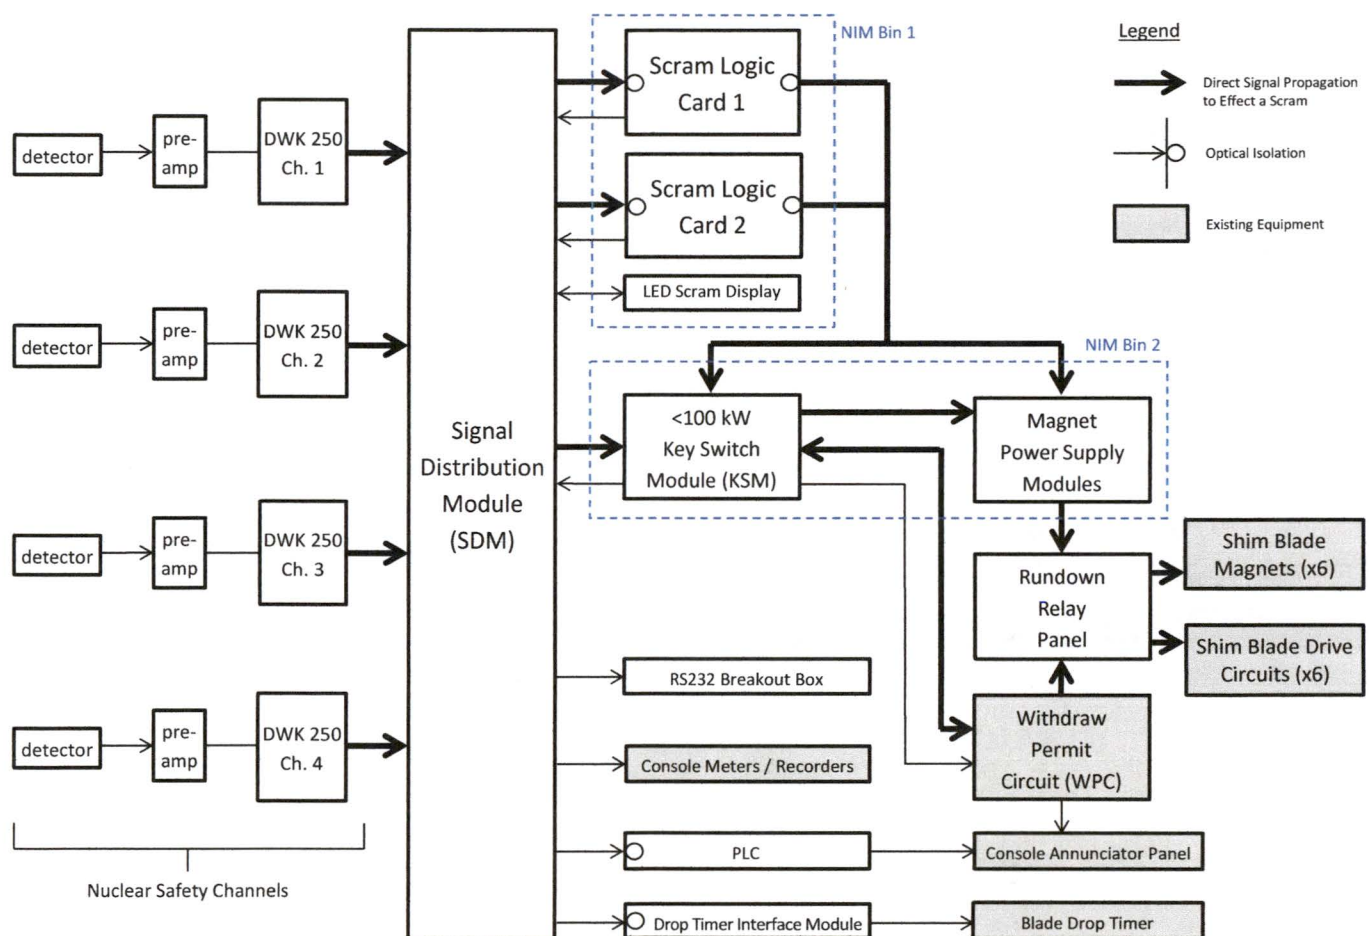 NIM Bin 1
Legend
Direct Signal Propagation
to Effect a Scram
Optical Isolation
Existing Equipment
detector
pre-
amp
DWK 250
Ch. 1
detector
pre-
amp
DWK 250
Ch. 2
detector
pre-
amp
DWK 250
Ch. 3
detector
pre-
amp
DWK 250
Ch. 4
Nuclear Safety Channels
Signal
Distribution
Module
(SDM)
Scram Logic
Card 1
Scram Logic
Card 2
LED Scram Display
NIM Bin 2
<100 kW
Key Switch
Module (KSM)
Magnet
Power Supply
Modules
Rundown
Relay
Panel
Shim Blade
Magnets (x6)
Shim Blade Drive
Circuits (x6)
Withdraw
Permit
Circuit (WPC)
RS232 Breakout Box
Console Meters / Recorders
PLC
Console Annunciator Panel
Drop Timer Interface Module
Blade Drop Timer